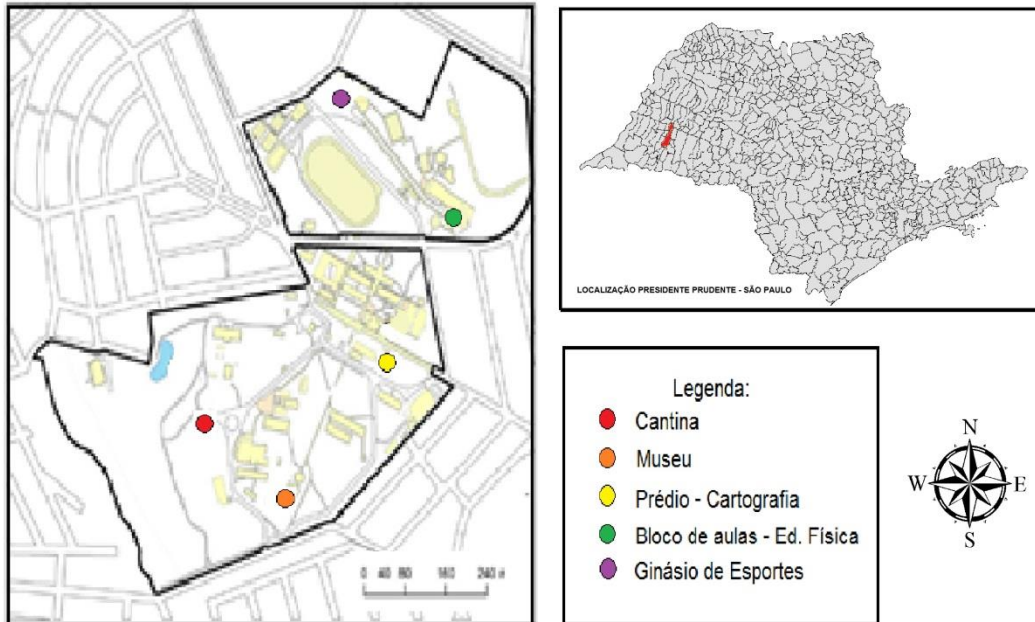 0 40 80 160 240
LOCALIZAÇÃO PRESIDENTE PRUDENTE - SÃO PAULO
Legenda:
Cantina
Museu
Prédio - Cartografia
Bloco de aulas - Ed. Física
Ginásio de Esportes
N
W E
S